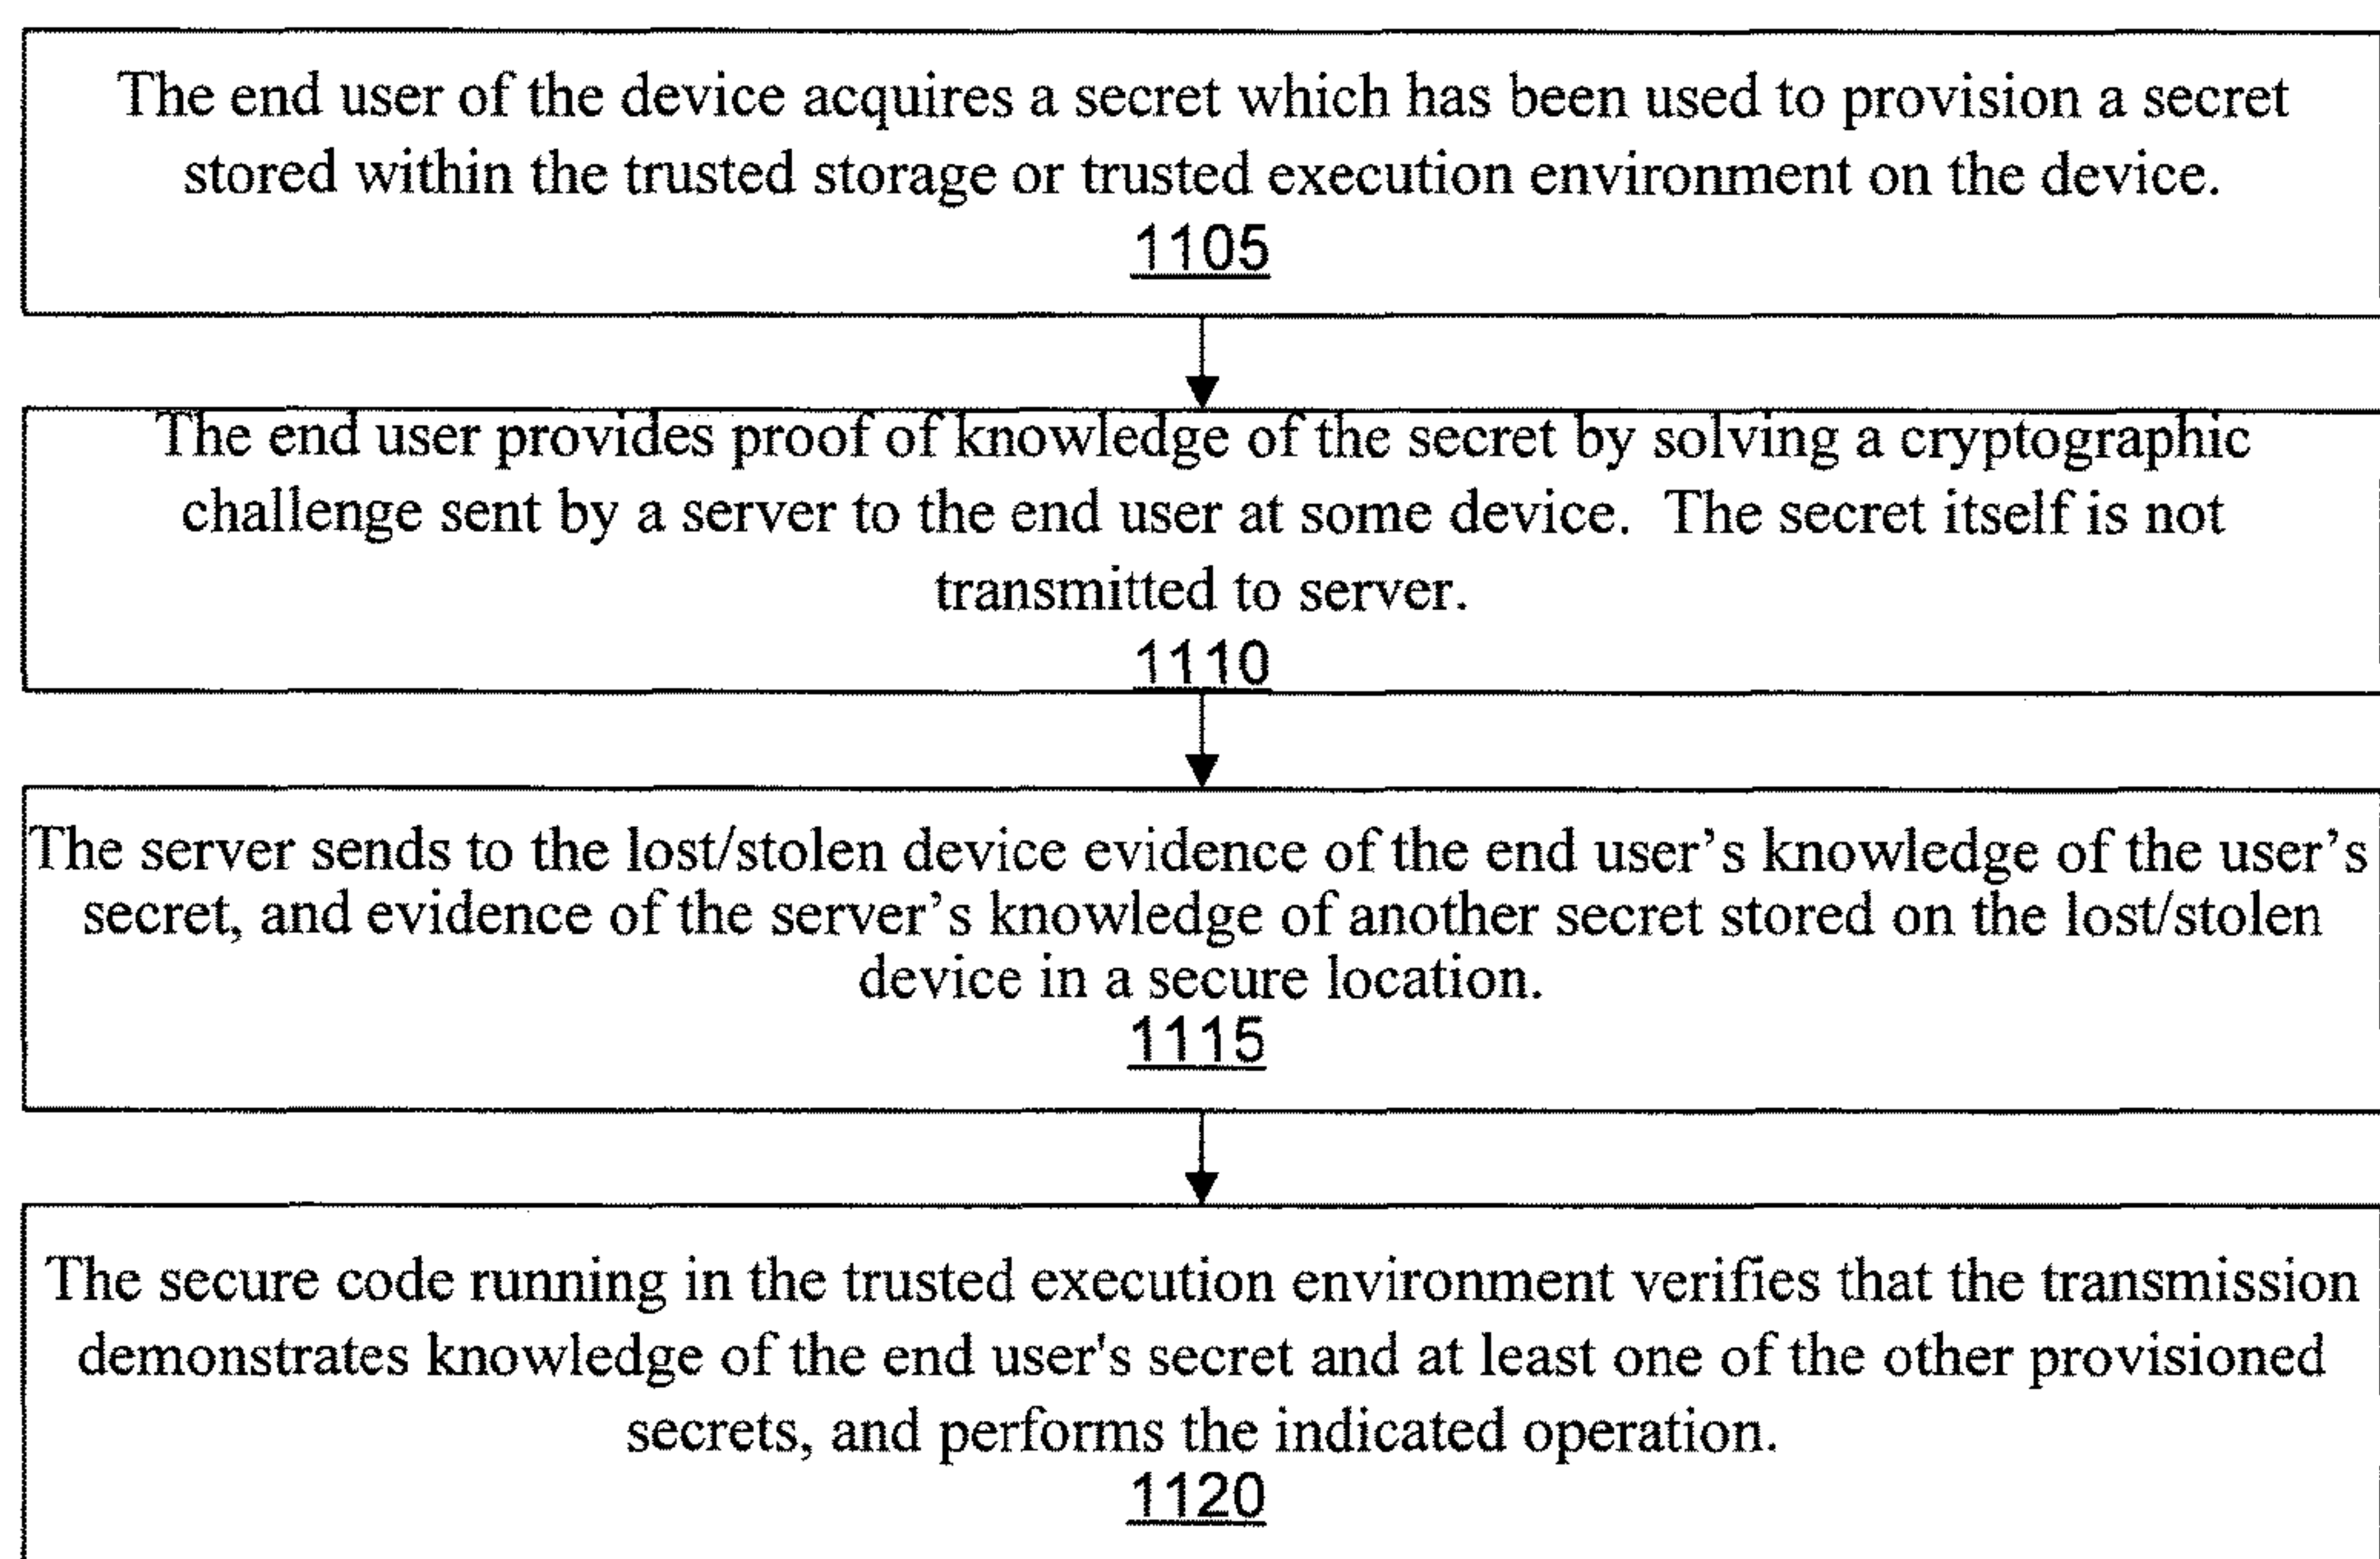 The end user of the device acquires a secret which has been used to provision a secret
stored within the trusted storage or trusted execution environment on the device.
1105
The end user provides proof of knowledge of the secret by solving a cryptographic
challenge sent by a server to the end user at some device. The secret itself is not
transmitted to server.
1110
The server sends to the lost/stolen device evidence of the end user’s knowledge of the user’s
secret, and evidence of the server’s knowledge of another secret stored on the lost/stolen
device in a secure location.
1115
The secure code running in the trusted execution environment verifies that the transmission
demonstrates knowledge of the end user's secret and at least one of the other provisioned
secrets, and performs the indicated operation.
1120